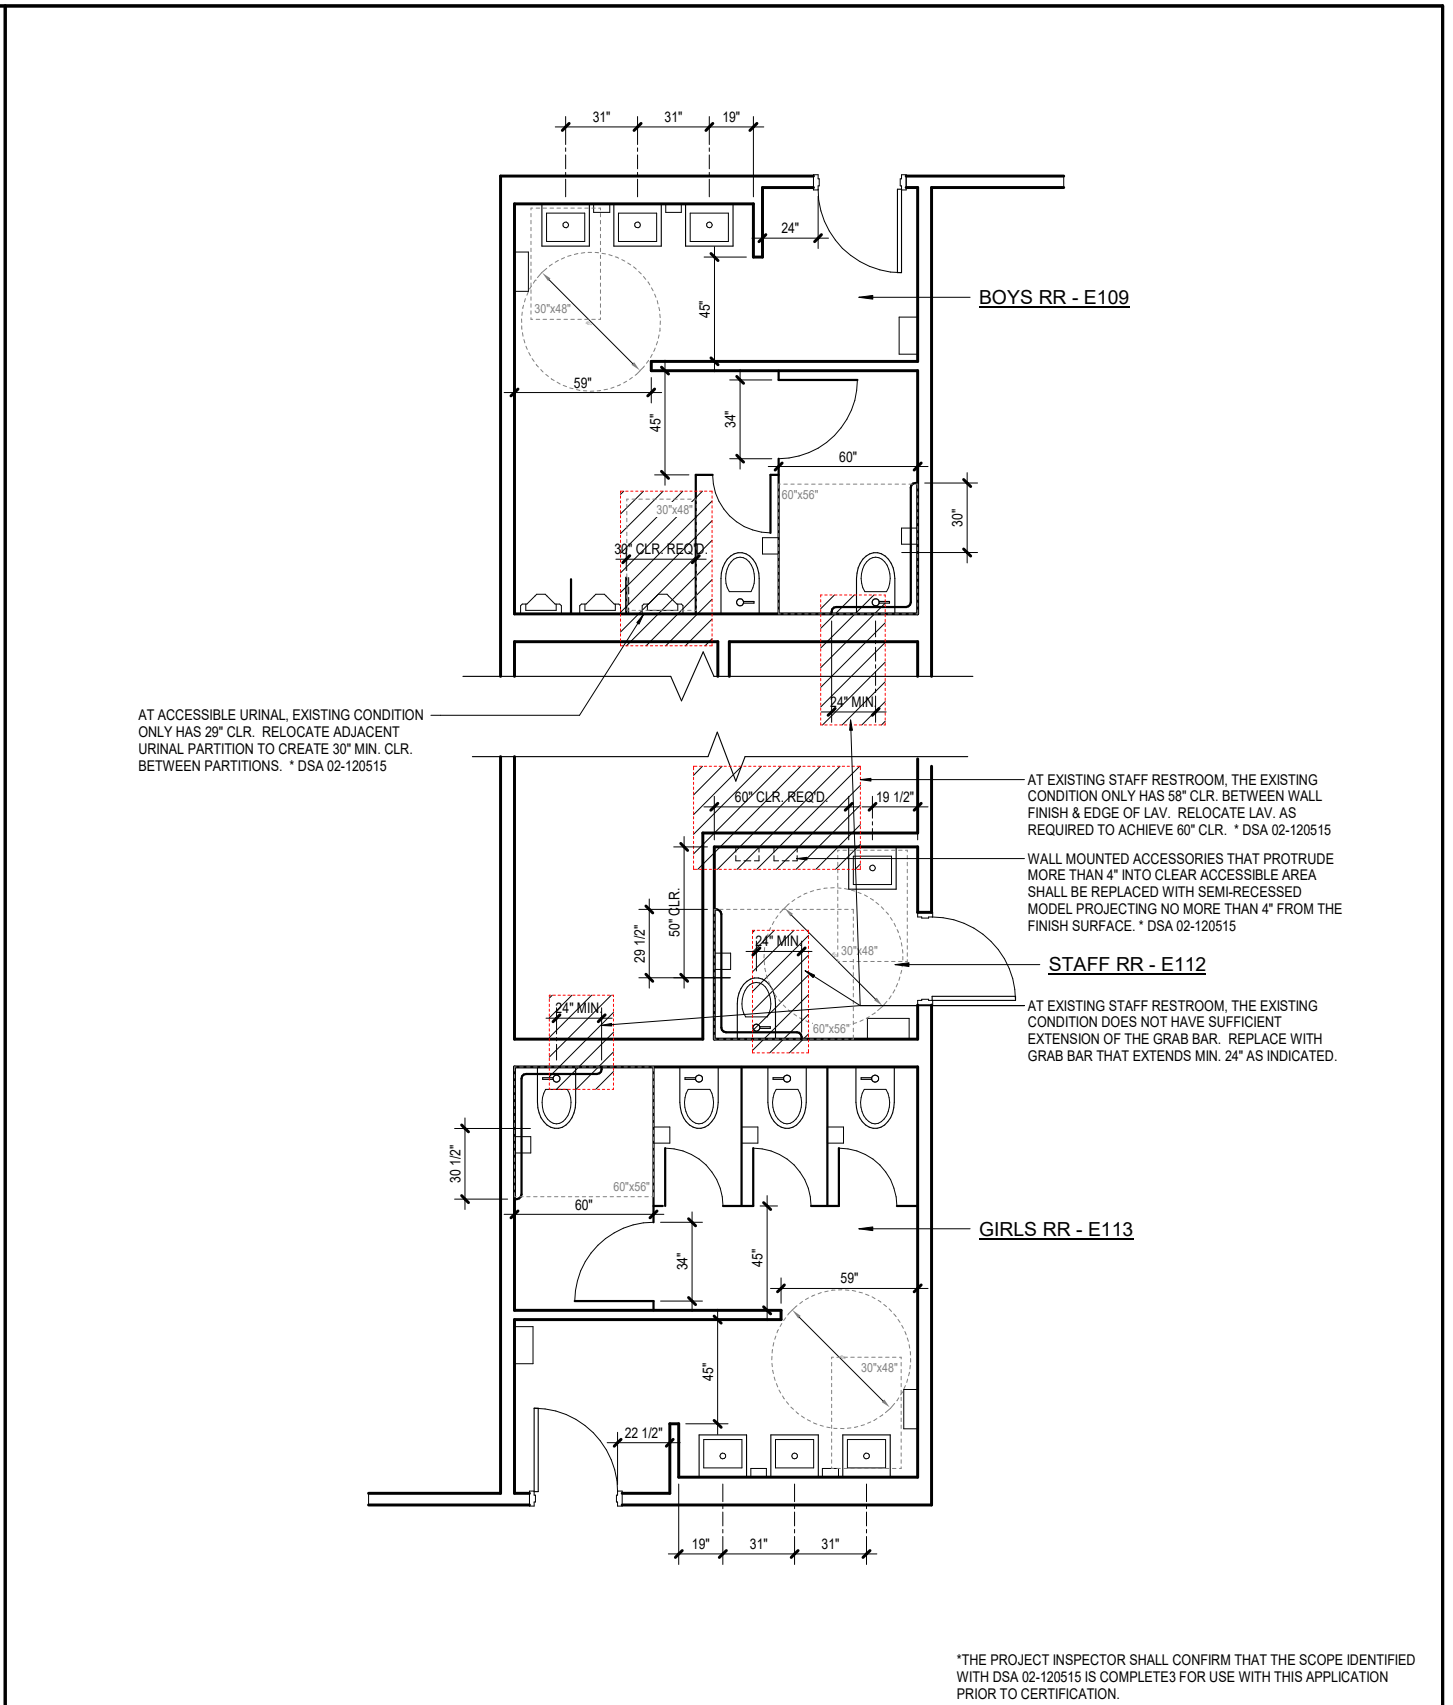 31" 31" 19"
24"
BOYS RR - E109
30"x48"
45"
59"
45"
34"
60"
60"x56"
30"x48"
30"
30" CLR. REQ'D.
24" MIN.
AT ACCESSIBLE URINAL, EXISTING CONDITION
ONLY HAS 29" CLR. RELOCATE ADJACENT
URINAL PARTITION TO CREATE 30" MIN. CLR.
BETWEEN PARTITIONS. * DSA 02-120515
60" CLR. REQ'D. 19 1/2"
AT EXISTING STAFF RESTROOM, THE EXISTING
CONDITION ONLY HAS 58" CLR. BETWEEN WALL
FINISH & EDGE OF LAV. RELOCATE LAV. AS
REQUIRED TO ACHIEVE 60" CLR. * DSA 02-120515
WALL MOUNTED ACCESSORIES THAT PROTRUDE
MORE THAN 4" INTO CLEAR ACCESSIBLE AREA
SHALL BE REPLACED WITH SEMI-RECESSED
MODEL PROJECTING NO MORE THAN 4" FROM THE
FINISH SURFACE. * DSA 02-120515
50" CLR.
29 1/2"
24" MIN.
30"x48"
STAFF RR - E112
60"x56"
24" MIN.
AT EXISTING STAFF RESTROOM, THE EXISTING
CONDITION DOES NOT HAVE SUFFICIENT
EXTENSION OF THE GRAB BAR. REPLACE WITH
GRAB BAR THAT EXTENDS MIN. 24" AS INDICATED.
30 1/2"
60"x56"
60"
GIRLS RR - E113
34"
45"
59"
45"
30"x48"
22 1/2"
19" 31" 31"
*THE PROJECT INSPECTOR SHALL CONFIRM THAT THE SCOPE IDENTIFIED
WITH DSA 02-120515 IS COMPLETE3 FOR USE WITH THIS APPLICATION
PRIOR TO CERTIFICATION.